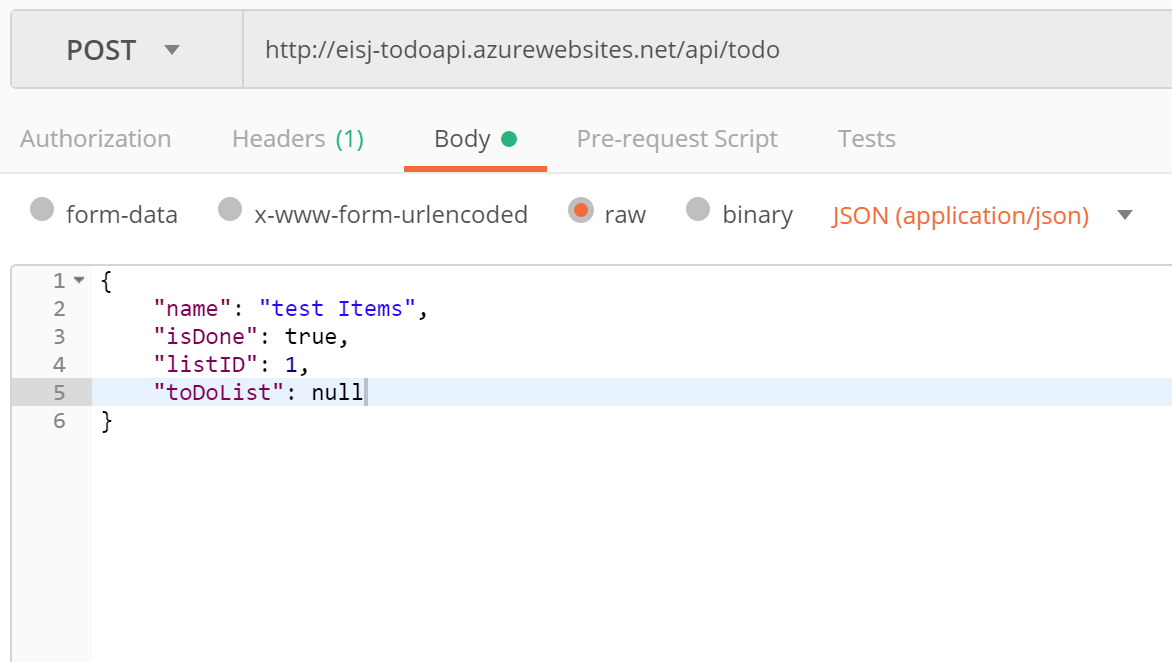 POST http://eisj-todoapi.azurewebsites.net/api/todo
Authorization Headers (1) Body Pre-request Script Tests
form-data x-www-form-urlencoded raw binary JSON (application/json)
1 {
2 "name": "test Items",
3 "isDone": true,
4 "listID": 1,
5 "toDoList": null
6 }